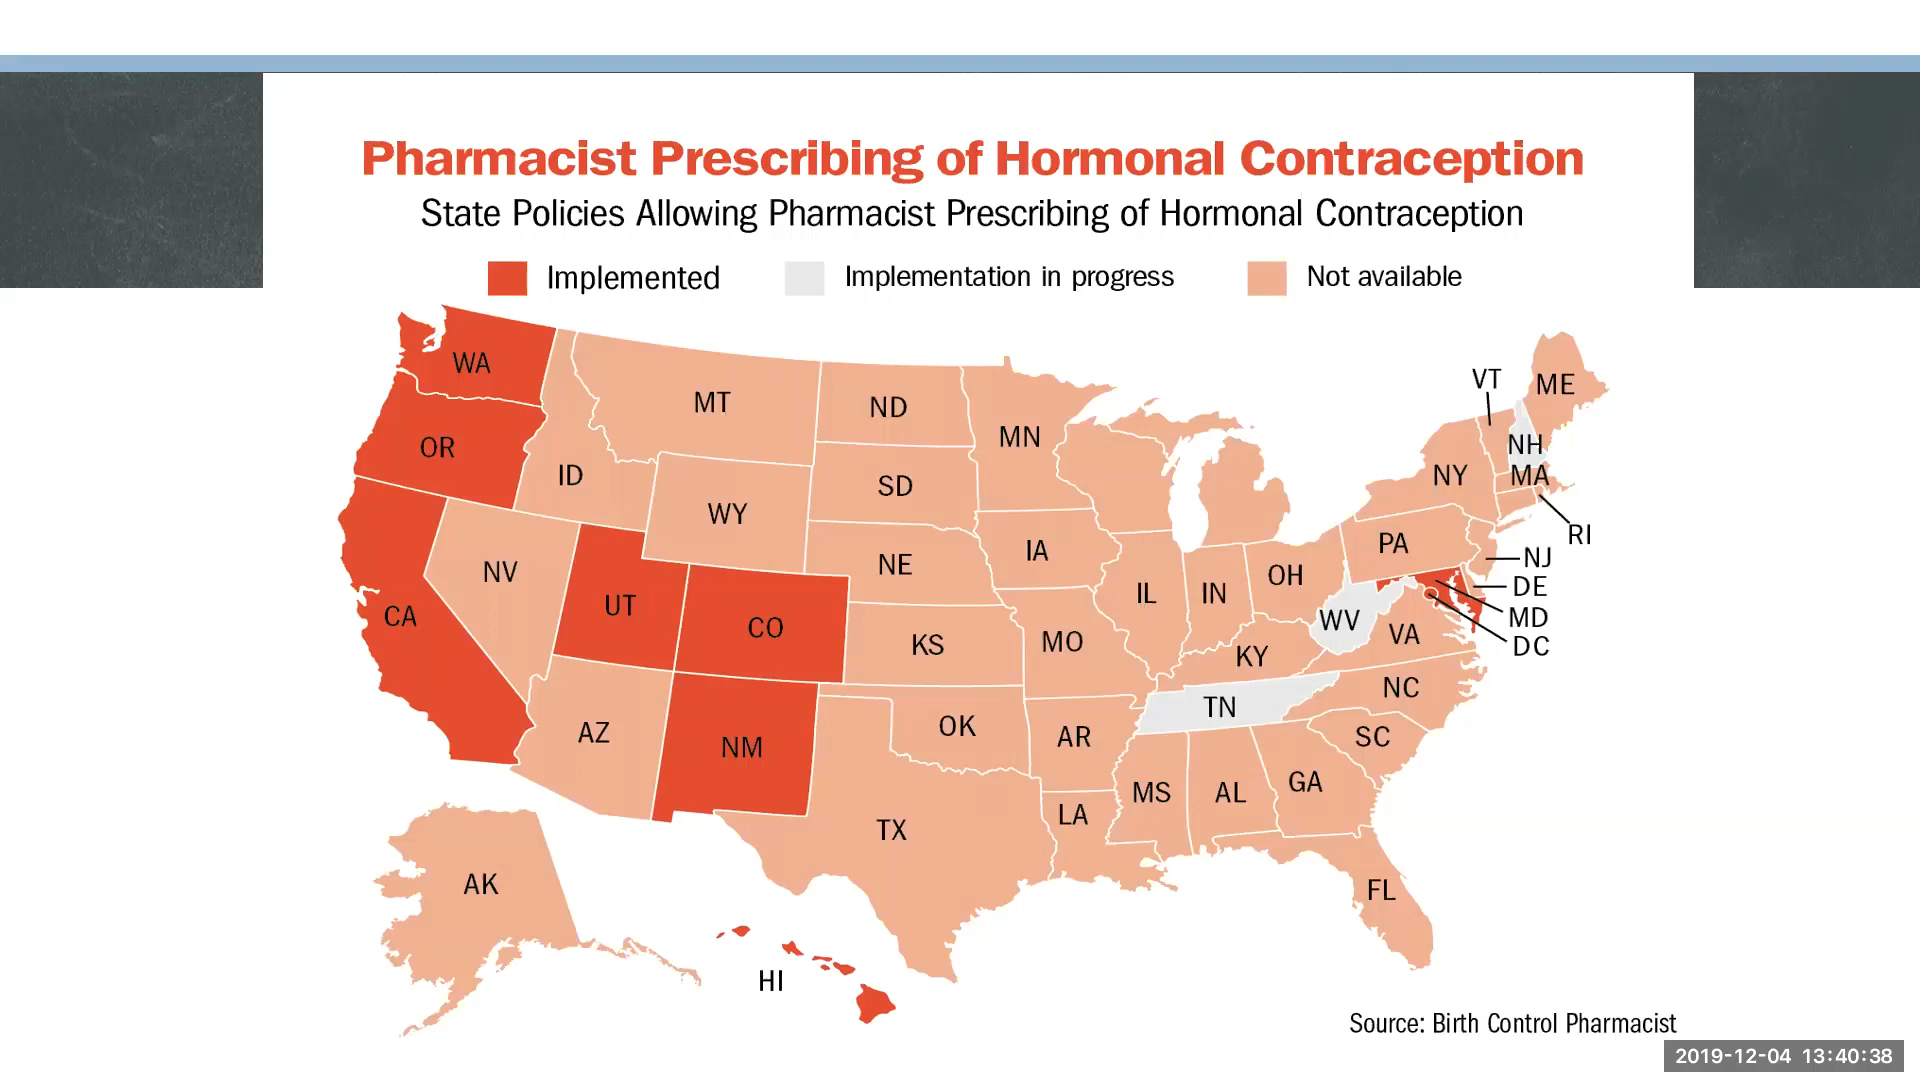 Pharmacist Prescribing of Hormonal Contraception
State Policies Allowing Pharmacist Prescribing of Hormonal Contraception
Implemented
Implementation in progress
Not available
WA
OR
CA
NV
ID
MT
WY
UT
CO
AZ
NM
ND
SD
NE
KS
OK
TX
MN
IA
MO
AR
LA
IL
IN
OH
KY
TN
MS
AL
GA
FL
SC
NC
VA
WV
PA
NY
VT
NH
ME
MA
RI
NJ
DE
MD
DC
AK
HI
Source: Birth Control Pharmacist
2019-12-04 13:40:38